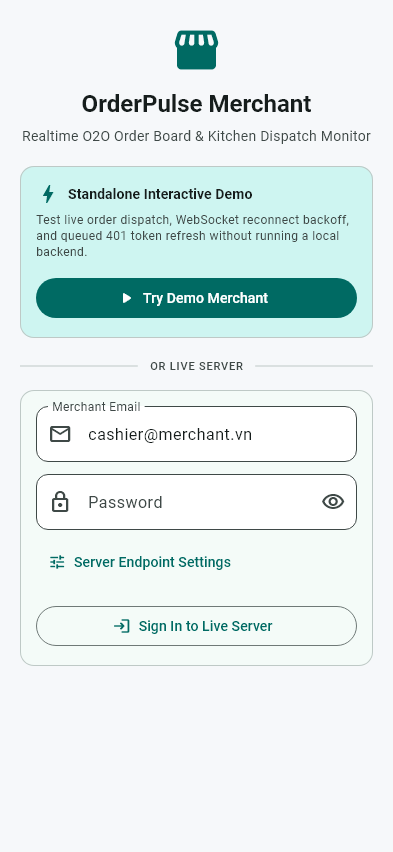 OrderPulse Merchant
Realtime O2O Order Board & Kitchen Dispatch Monitor
Standalone Interactive Demo
Test live order dispatch, WebSocket reconnect backoff,
and queued 401 token refresh without running a local
backend.
Try Demo Merchant
OR LIVE SERVER
Merchant Email
cashier@merchant.vn
Password
Server Endpoint Settings
Sign In to Live Server